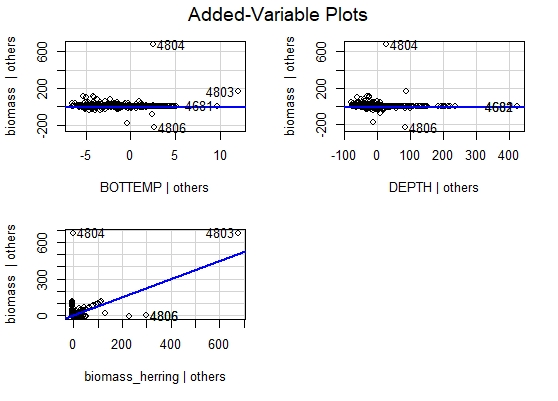 Added-Variable Plots
biomass | others
600
200
-200
4804
4803
4681
4806
-5 0 5 10
BOTTEMP | others
biomass | others
600
200
-200
4804
4806
-100 0 100 200 300 400
DEPTH | others
biomass | others
600
300
0
4804
4803
4806
0 200 400 600
biomass_herring | others